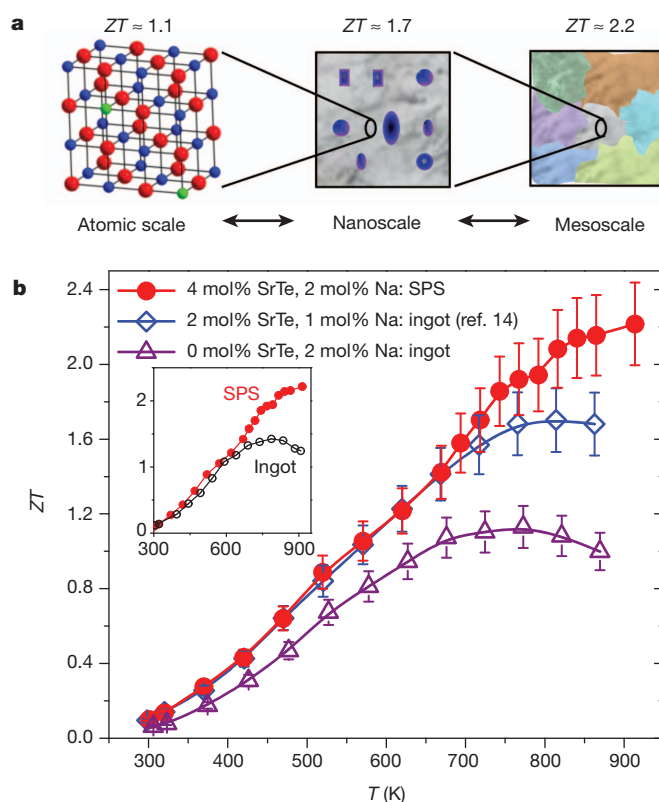 a
ZT ≈ 1.1 ZT ≈ 1.7 ZT ≈ 2.2
Atomic scale Nanoscale Mesoscale
b
2.4
2.0
1.6
1.2
0.8
0.4
0.0
ZT
4 mol% SrTe, 2 mol% Na: SPS
2 mol% SrTe, 1 mol% Na: ingot (ref. 14)
0 mol% SrTe, 2 mol% Na: ingot
2
1
0
SPS
Ingot
300 600 900
300 400 500 600 700 800 900
T (K)